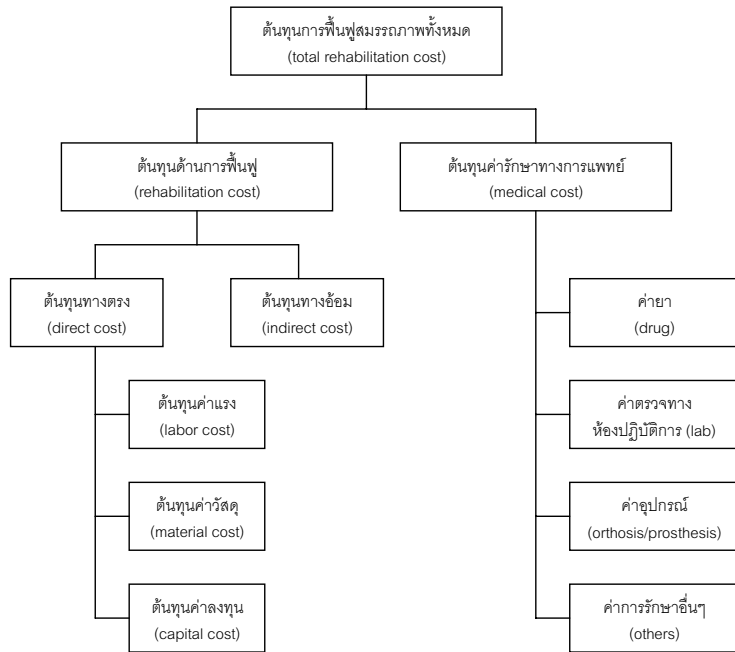 ต้นทุนการฟื้นฟูสมรรถภาพทั้งหมด
(total rehabilitation cost)
ต้นทุนด้านการฟื้นฟู
(rehabilitation cost)
ต้นทุนค่ารักษาทางการแพทย์
(medical cost)
ต้นทุนทางตรง
(direct cost)
ต้นทุนทางอ้อม
(indirect cost)
ค่ายา
(drug)
ต้นทุนค่าแรง
(labor cost)
ค่าตรวจทาง
ห้องปฏิบัติการ (lab)
ต้นทุนค่าวัสดุ
(material cost)
ค่าอุปกรณ์
(orthosis/prosthesis)
ต้นทุนค่าลงทุน
(capital cost)
ค่าการรักษาอื่นๆ
(others)